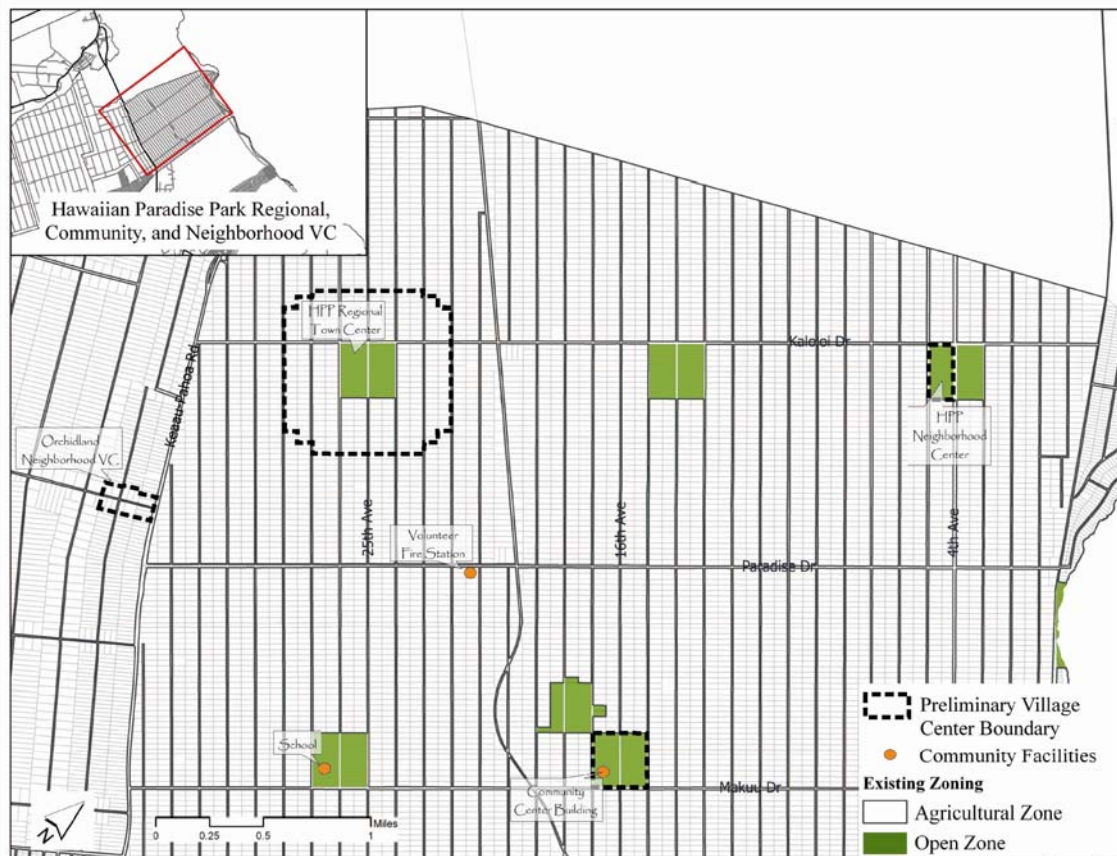 Hawaiian Paradise Park Regional,
Community, and Neighborhood VC
HPP Regional
Town Center
Kaloloi Dr
Keaau-Pahoa Rd
HPP
Neighborhood
Center
Orchidland
Neighborhood VC
25th Ave
16th Ave
4th Ave
Volunteer
Fire Station
Paradise Dr
School
Community
Center Building
Makuu Dr
Preliminary Village
Center Boundary
Community Facilities
Existing Zoning
Agricultural Zone
Open Zone
N
0 0.25 0.5 1
Miles